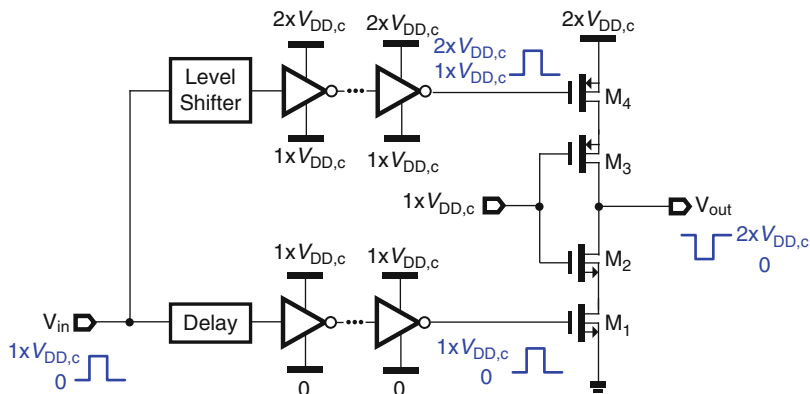 2xV_DD,c 2xV_DD,c 2xV_DD,c
2xV_DD,c
1xV_DD,c
Level
Shifter
M4
1xV_DD,c 1xV_DD,c
M3
1xV_DD,c
V_out
2xV_DD,c
0
1xV_DD,c 1xV_DD,c
M2
V_in
Delay
M1
1xV_DD,c
0
1xV_DD,c
0
0 0